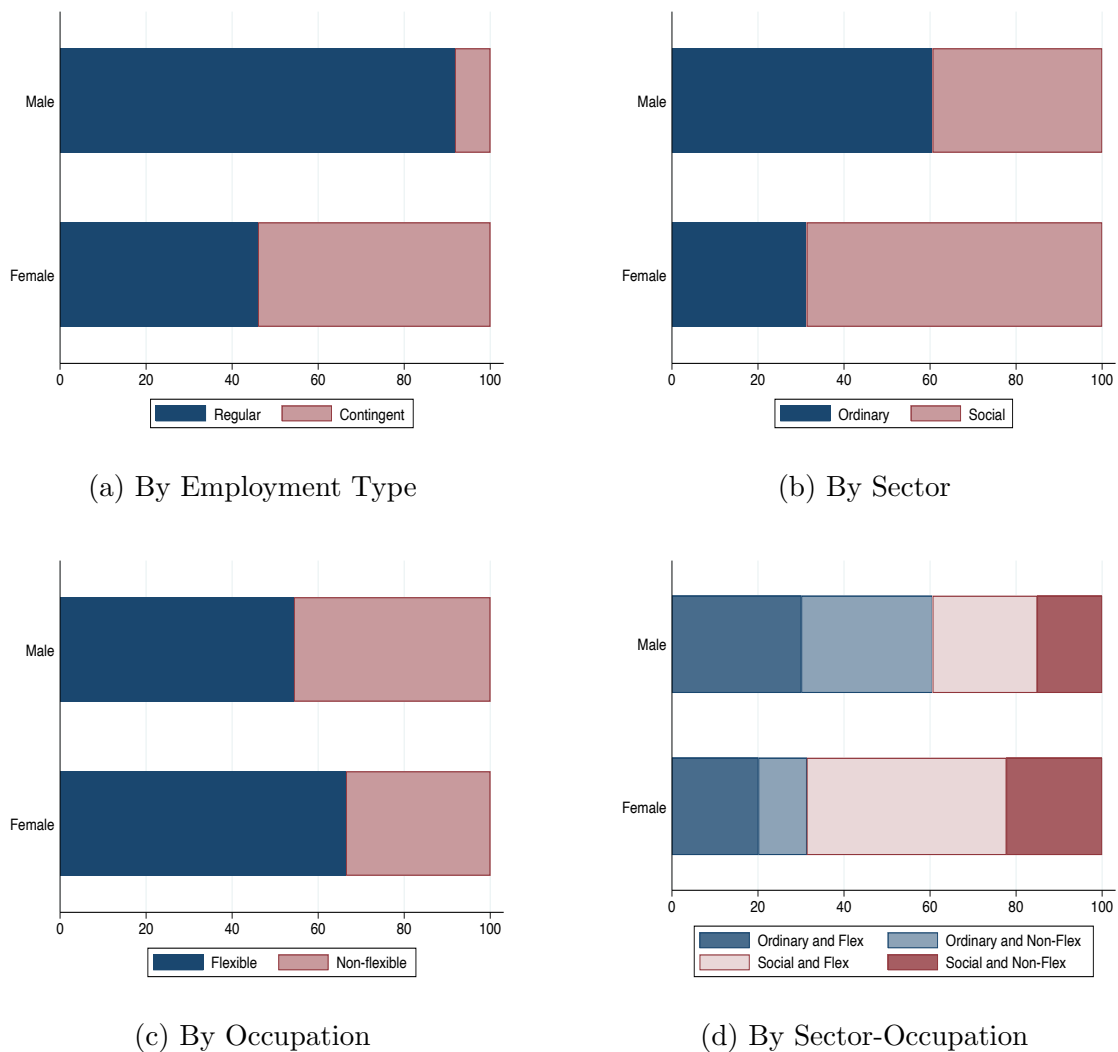 Male
Female
0 20 40 60 80 100
Regular Contingent
(a) By Employment Type
Male
Female
0 20 40 60 80 100
Ordinary Social
(b) By Sector
Male
Female
0 20 40 60 80 100
Flexible Non-flexible
(c) By Occupation
Male
Female
0 20 40 60 80 100
Ordinary and Flex Ordinary and Non-Flex
Social and Flex Social and Non-Flex
(d) By Sector-Occupation